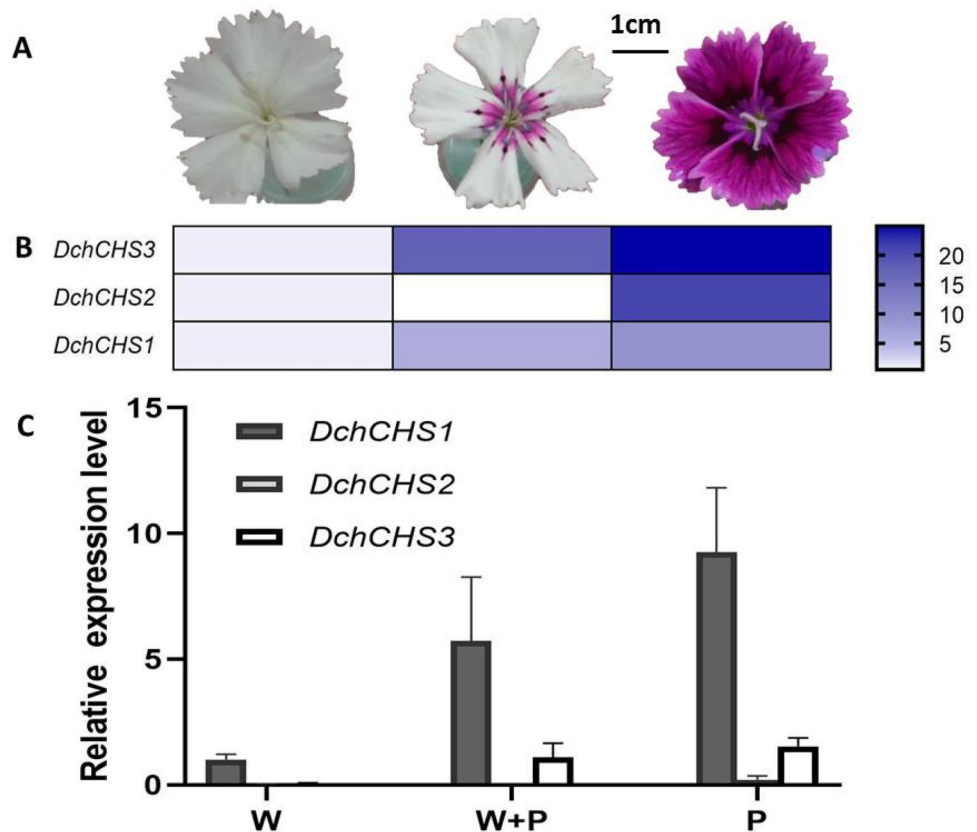 A
1cm
B
DchCHS3
DchCHS2
DchCHS1
20
15
10
5
C
Relative expression level
15
10
5
0
DchCHS1
DchCHS2
DchCHS3
W
W+P
P